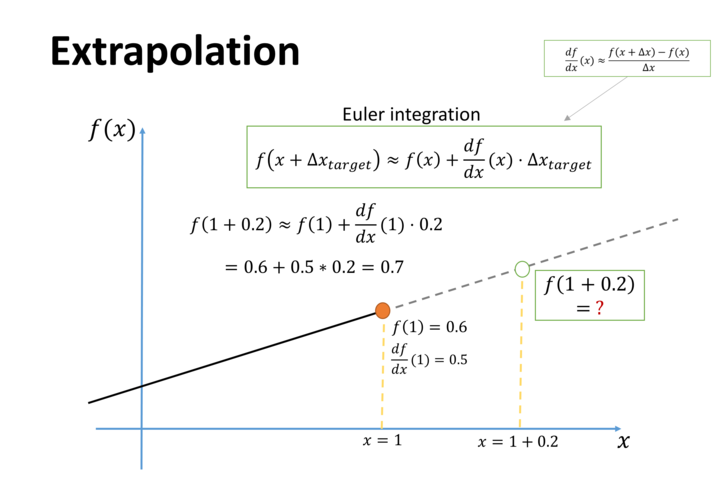 Extrapolation
df/dx (x) ≈ (f(x + Δx) − f(x))/Δx
Euler integration
f(x)
f(x + Δx_target) ≈ f(x) + df/dx (x) · Δx_target
f(1 + 0.2) ≈ f(1) + df/dx (1) · 0.2
= 0.6 + 0.5 ∗ 0.2 = 0.7
f(1 + 0.2)
= ?
f(1) = 0.6
df/dx (1) = 0.5
x = 1
x = 1 + 0.2
x